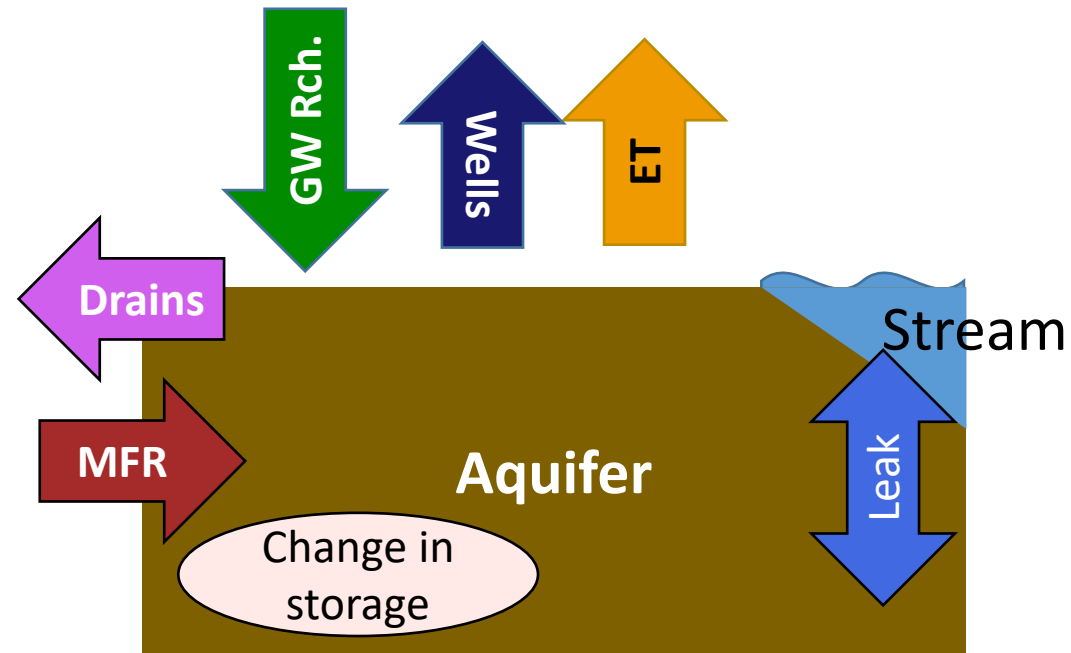 GW Rch.
Wells
ET
Drains
Stream
MFR
Aquifer
Leak
Change in
storage